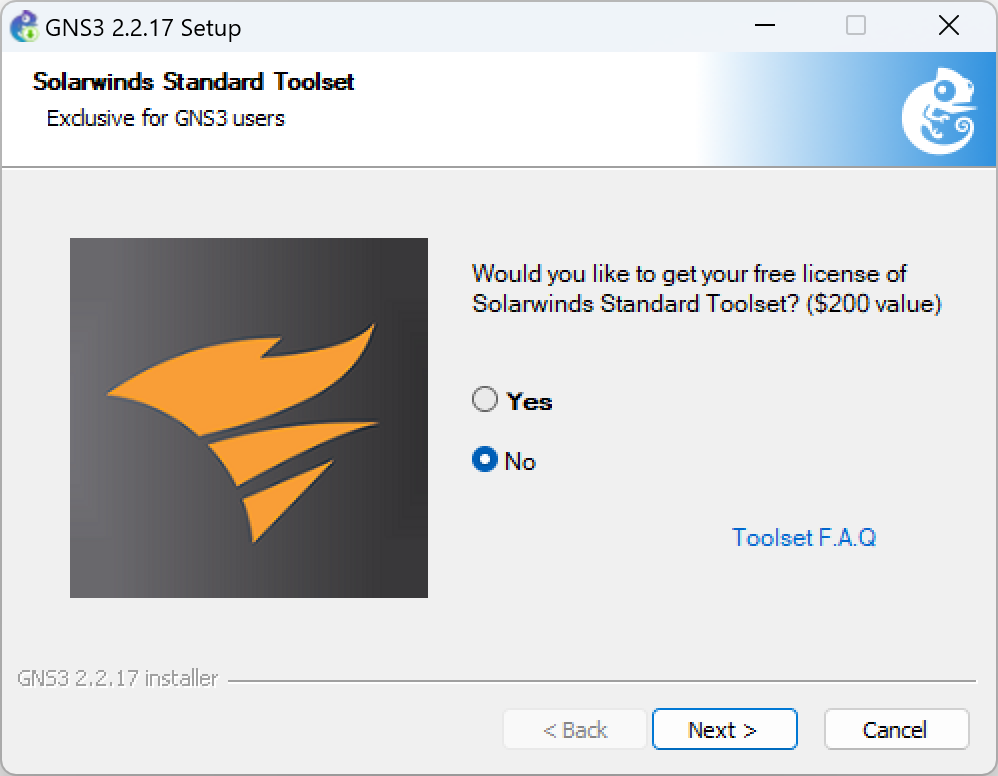 GNS3 2.2.17 Setup
Solarwinds Standard Toolset
Exclusive for GNS3 users
Would you like to get your free license of
Solarwinds Standard Toolset? ($200 value)
Yes
No
Toolset F.A.Q
GNS3 2.2.17 installer
< Back
Next >
Cancel